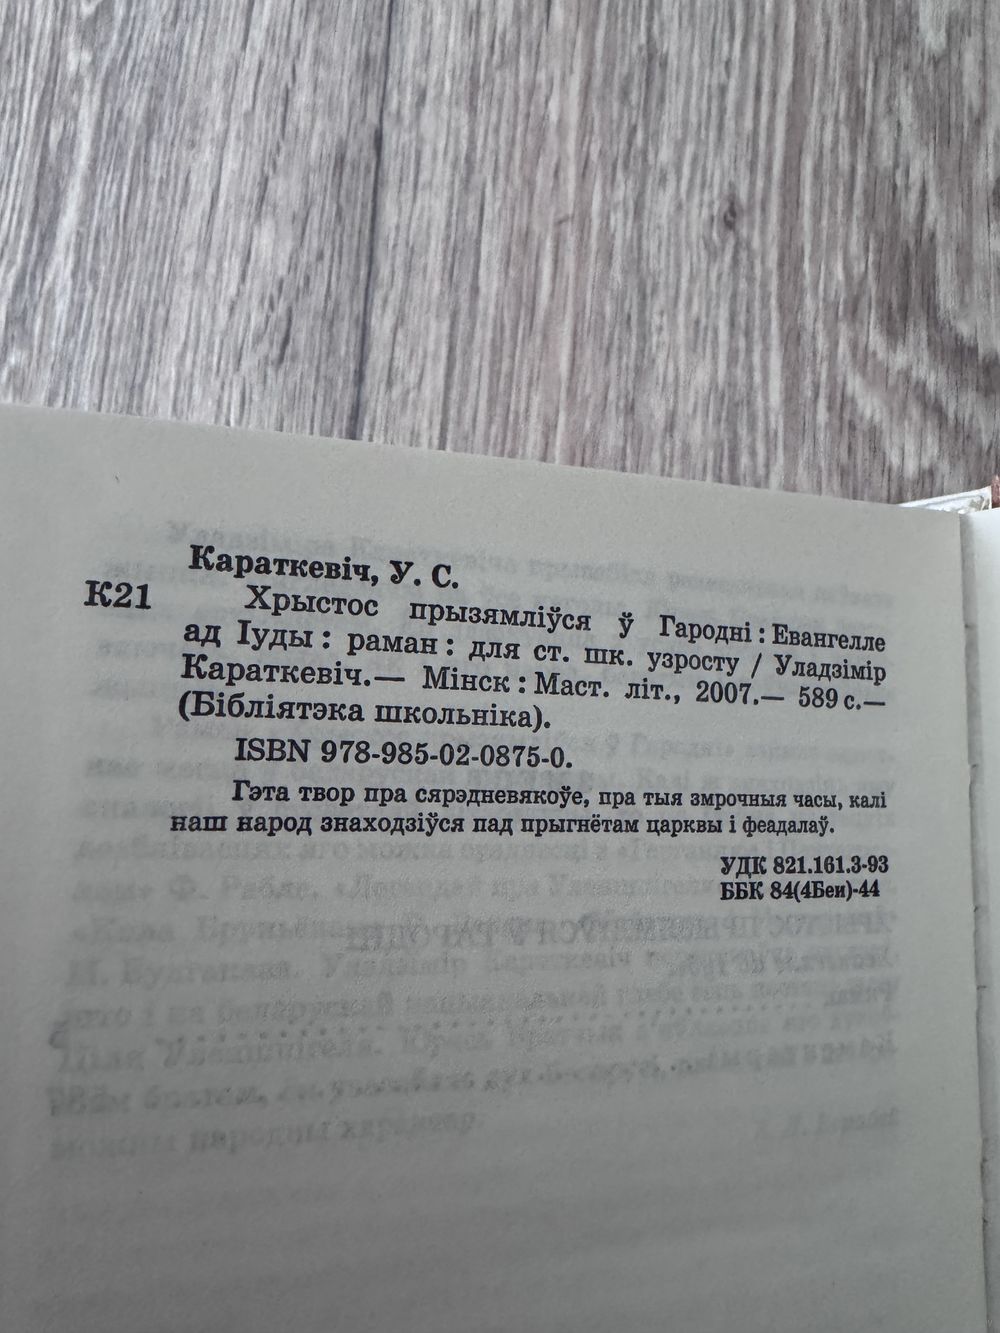 Караткевіч, У. С.
К21 Хрыстос прызямліўся ў Гародні : Евангелле
ад Іуды : раман : для ст. шк. узросту / Уладзімір
Караткевіч.— Мінск : Маст. літ., 2007.— 589 с.—
(Бібліятэка школьніка).
ISBN 978-985-02-0875-0.
Гэта твор пра сярэдневякоўе, пра тыя змрочныя часы, калі
наш народ знаходзіўся пад прыгнётам царквы і феадалаў.
УДК 821.161.3-93
ББК 84(4Беи)-44